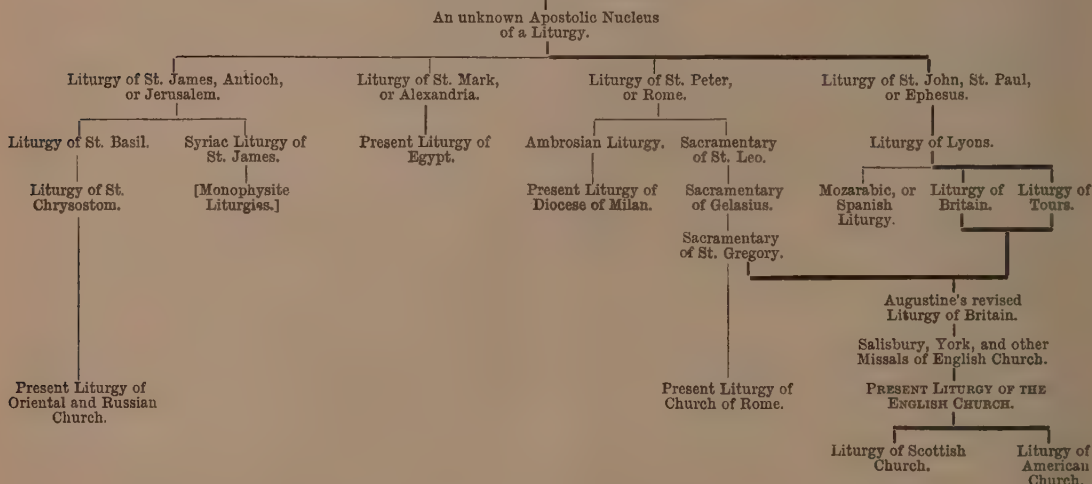 An unknown Apostolic Nucleus
of a Liturgy.
Liturgy of St. James, Antioch,
or Jerusalem.
Liturgy of St. Mark,
or Alexandria.
Liturgy of St. Peter,
or Rome.
Liturgy of St. John, St. Paul,
or Ephesus.
Liturgy of St. Basil.
Syriac Liturgy of
St. James.
Present Liturgy of
Egypt.
Ambrosian Liturgy.
Sacramentary
of St. Leo.
Liturgy of Lyons.
Liturgy of St.
Chrysostom.
[Monophysite
Liturgies.]
Present Liturgy of
Diocese of Milan.
Sacramentary
of Gelasius.
Mozarabic, or
Spanish
Liturgy.
Liturgy of
Britain.
Liturgy of
Tours.
Sacramentary
of St. Gregory.
Augustine's revised
Liturgy of Britain.
Salisbury, York, and other
Missals of English Church.
Present Liturgy of
Oriental and Russian
Church.
Present Liturgy of
Church of Rome.
PRESENT LITURGY OF THE
ENGLISH CHURCH.
Liturgy of Scottish
Church.
Liturgy of
American
Church.